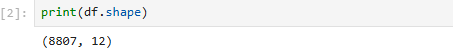 [2]: print(df.shape)
(8807, 12)